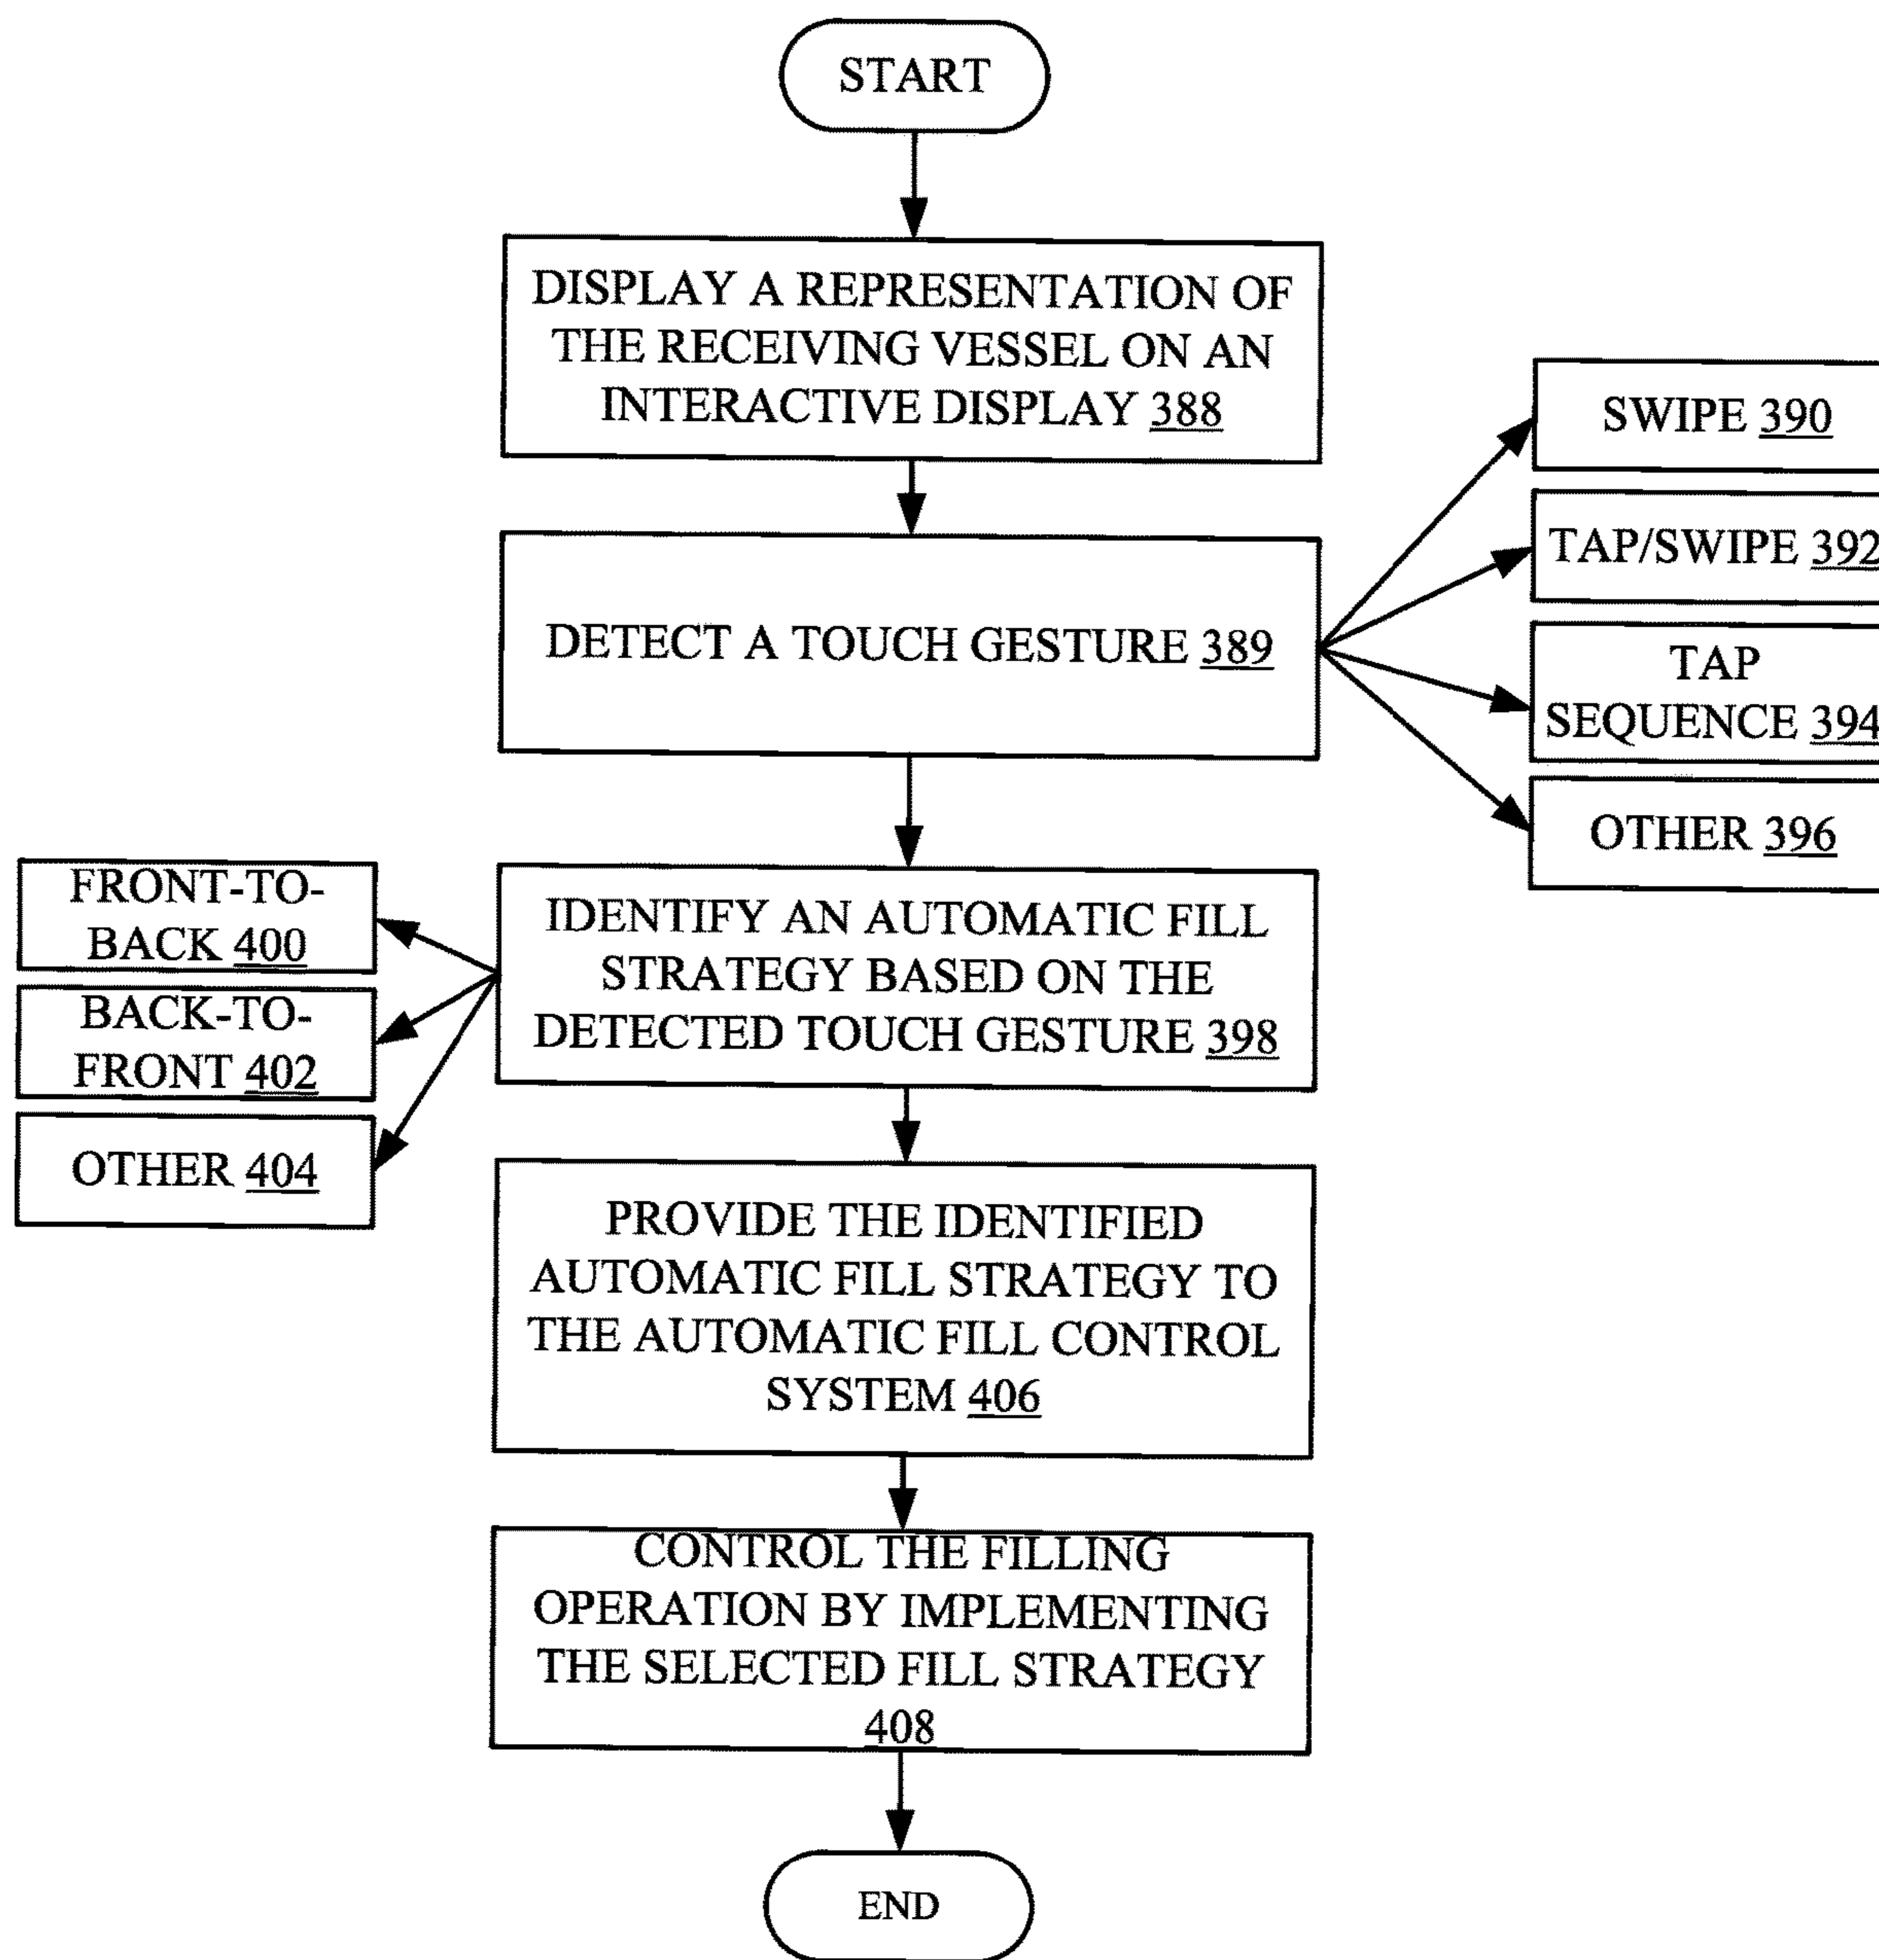 START
DISPLAY A REPRESENTATION OF
THE RECEIVING VESSEL ON AN
INTERACTIVE DISPLAY 388
DETECT A TOUCH GESTURE 389
SWIPE 390
TAP/SWIPE 392
TAP
SEQUENCE 394
OTHER 396
IDENTIFY AN AUTOMATIC FILL
STRATEGY BASED ON THE
DETECTED TOUCH GESTURE 398
FRONT-TO-
BACK 400
BACK-TO-
FRONT 402
OTHER 404
PROVIDE THE IDENTIFIED
AUTOMATIC FILL STRATEGY TO
THE AUTOMATIC FILL CONTROL
SYSTEM 406
CONTROL THE FILLING
OPERATION BY IMPLEMENTING
THE SELECTED FILL STRATEGY
408
END